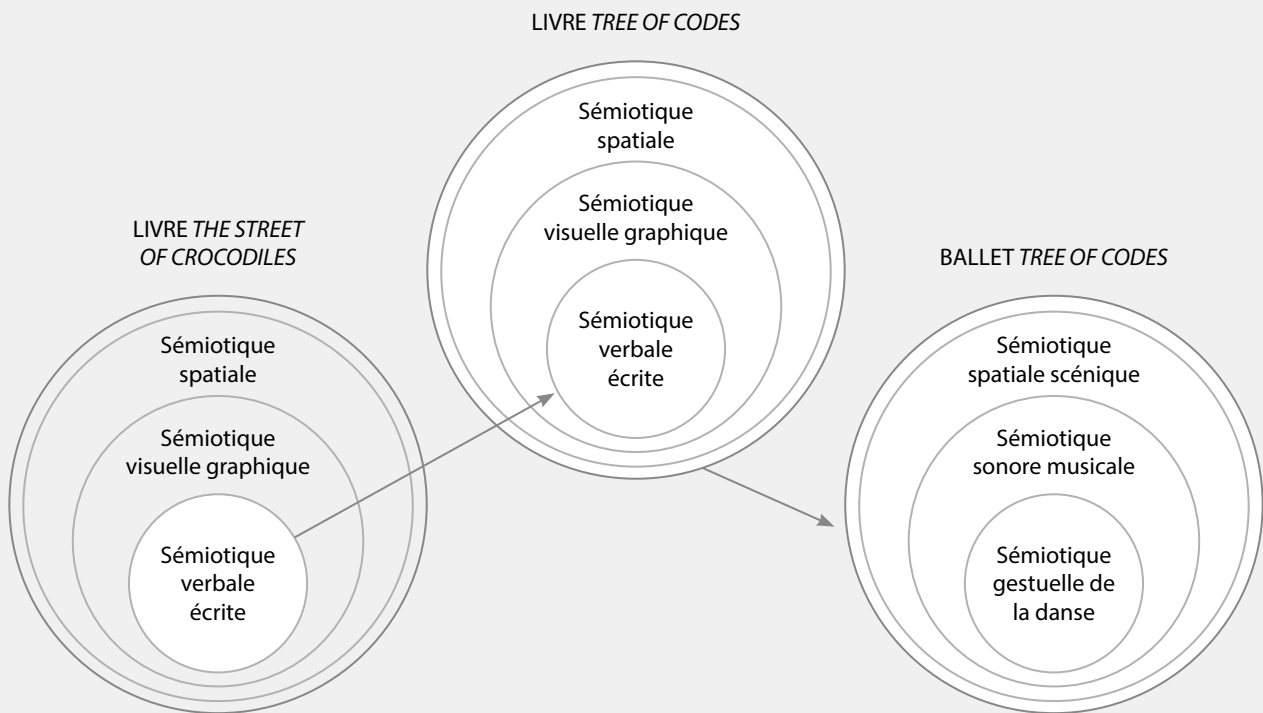 LIVRE TREE OF CODES
Sémiotique
spatiale
Sémiotique
visuelle graphique
Sémiotique
verbale
écrite
LIVRE THE STREET
OF CROCODILES
Sémiotique
spatiale
Sémiotique
visuelle graphique
Sémiotique
verbale
écrite
BALLET TREE OF CODES
Sémiotique
spatiale scénique
Sémiotique
sonore musicale
Sémiotique
gestuelle de
la danse